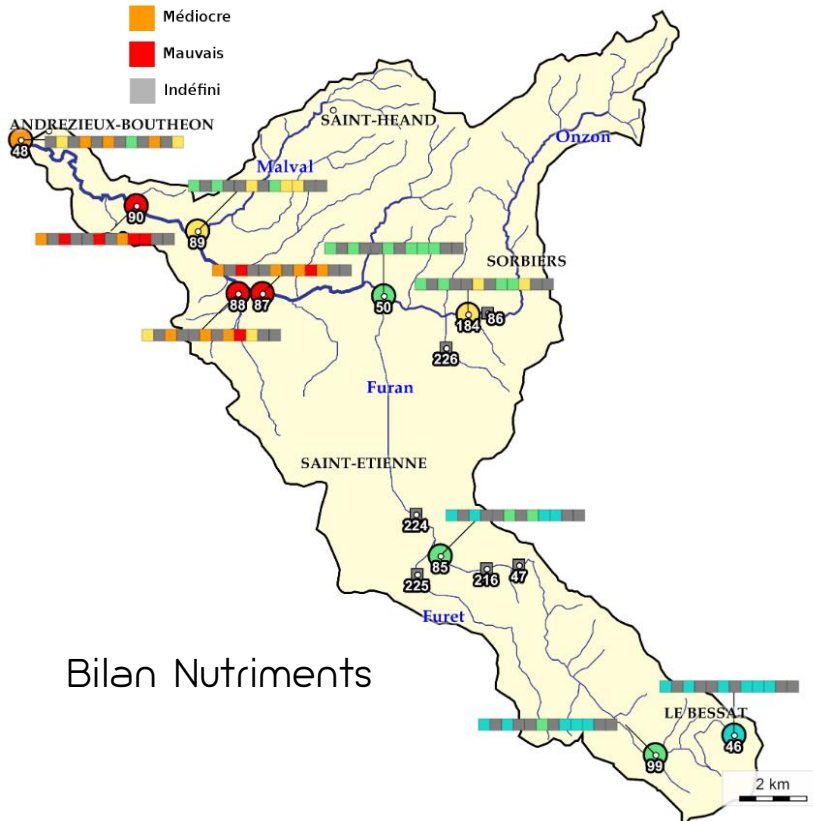 Médiocre
Mauvais
Indéfini
ANDREZIEUX-BOUTHEON
SAINT-HEAND
Onzon
48
Malval
90
89
SORBIERS
88
87
50
184
86
226
Furan
SAINT-ETIENNE
224
85
225
216
47
Furet
Bilan Nutriments
LE BESSAT
46
99
2 km